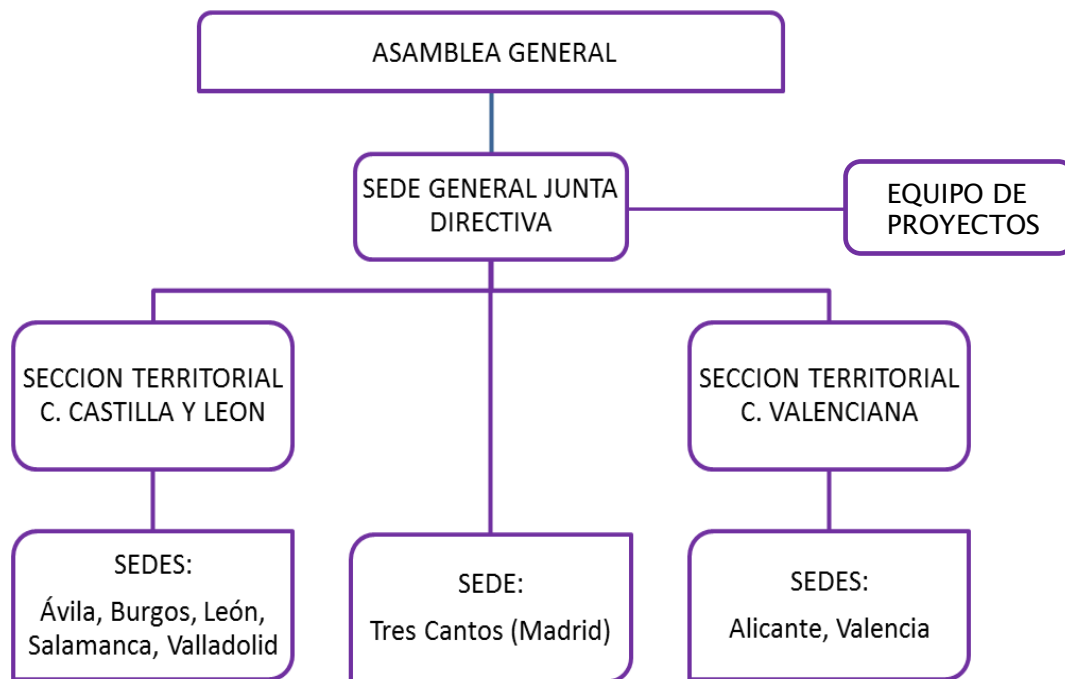 ASAMBLEA GENERAL
SEDE GENERAL JUNTA
DIRECTIVA
EQUIPO DE
PROYECTOS
SECCION TERRITORIAL
C. CASTILLA Y LEON
SECCION TERRITORIAL
C. VALENCIANA
SEDES:
Ávila, Burgos, León,
Salamanca, Valladolid
SEDE:
Tres Cantos (Madrid)
SEDES:
Alicante, Valencia